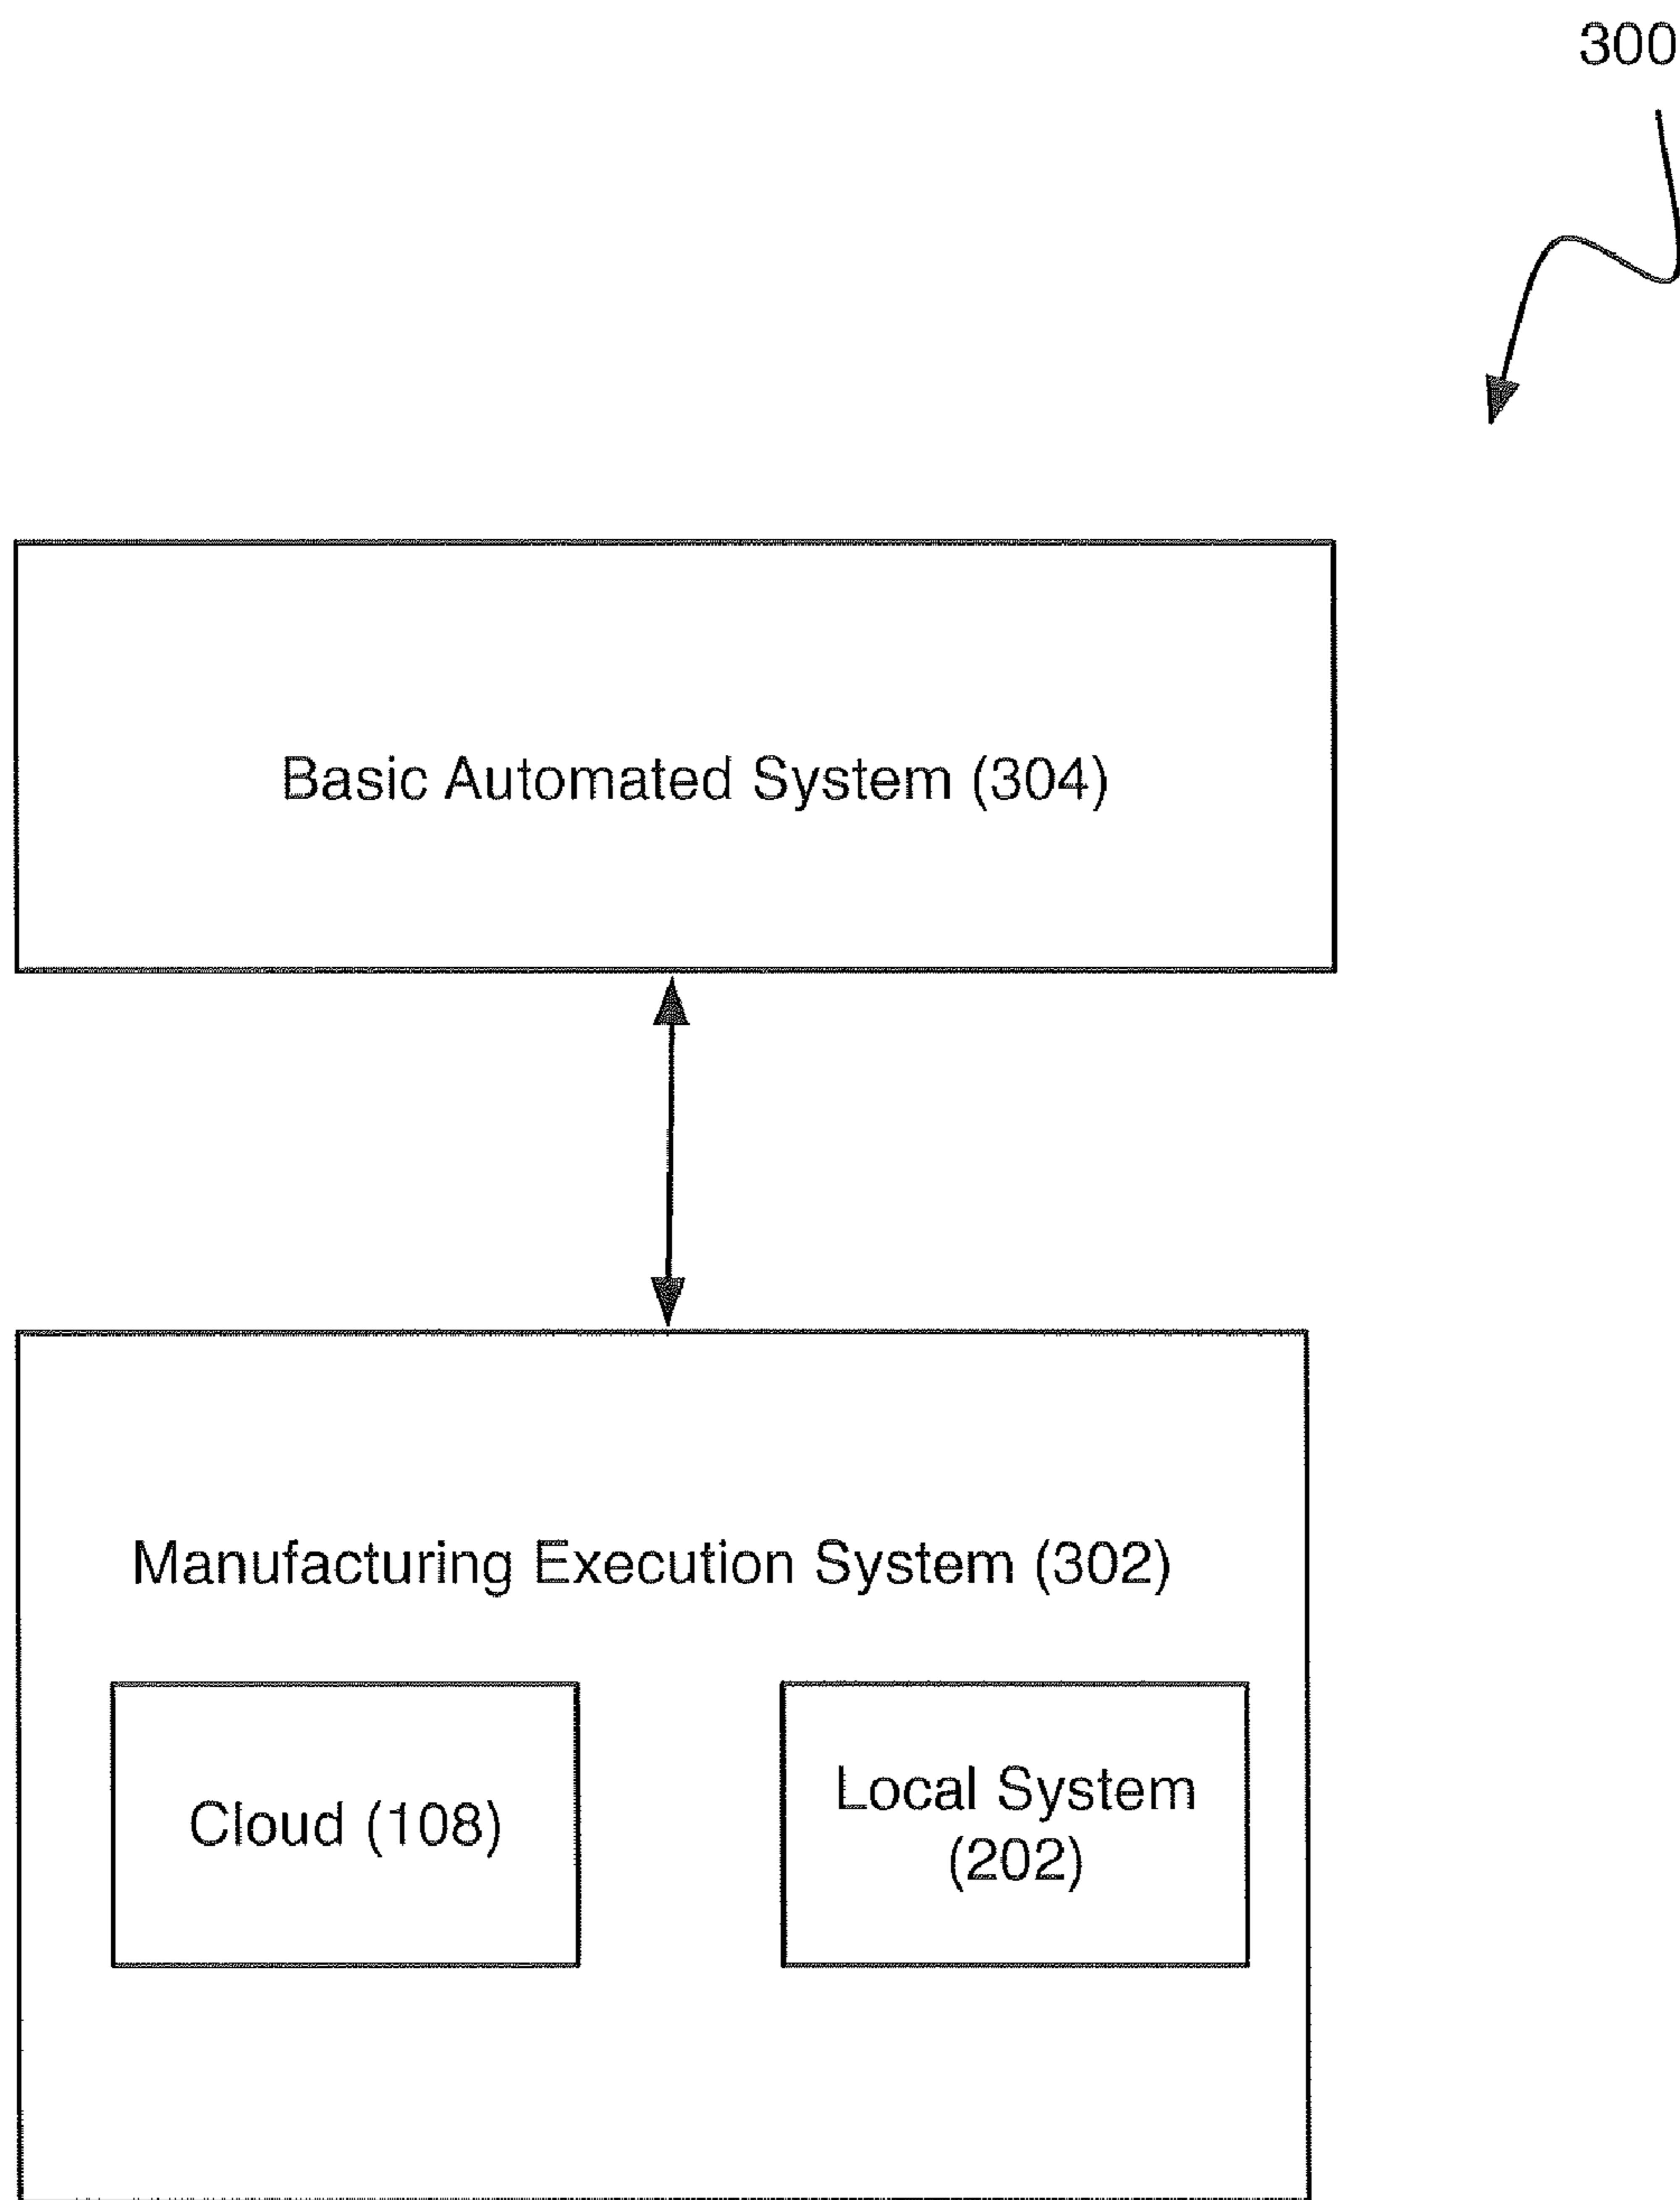 300
Basic Automated System (304)
Manufacturing Execution System (302)
Cloud (108)
Local System
(202)